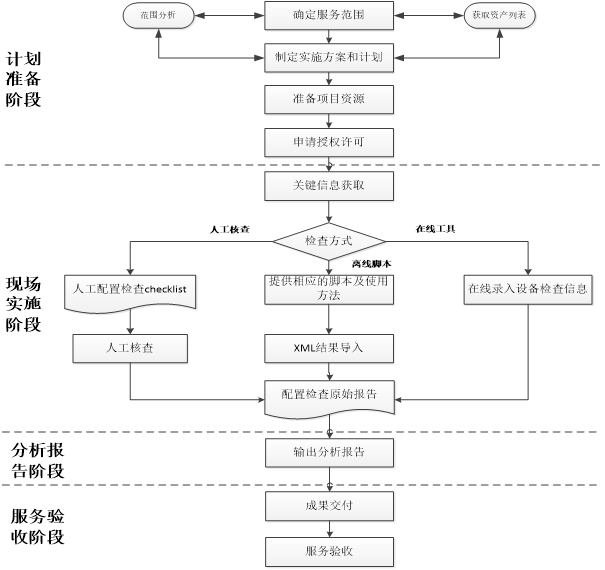 范围分析
确定服务范围
获取资产列表
计划
准备
阶段
制定实施方案和计划
准备项目资源
申请授权许可
关键信息获取
人工核查
检查方式
在线工具
离线脚本
现场
实施
阶段
人工配置检查checklist
提供相应的脚本及使用
方法
在线录入设备检查信息
人工核查
XML结果导入
配置检查原始报告
分析报
告阶段
输出分析报告
服务验
收阶段
成果交付
服务验收